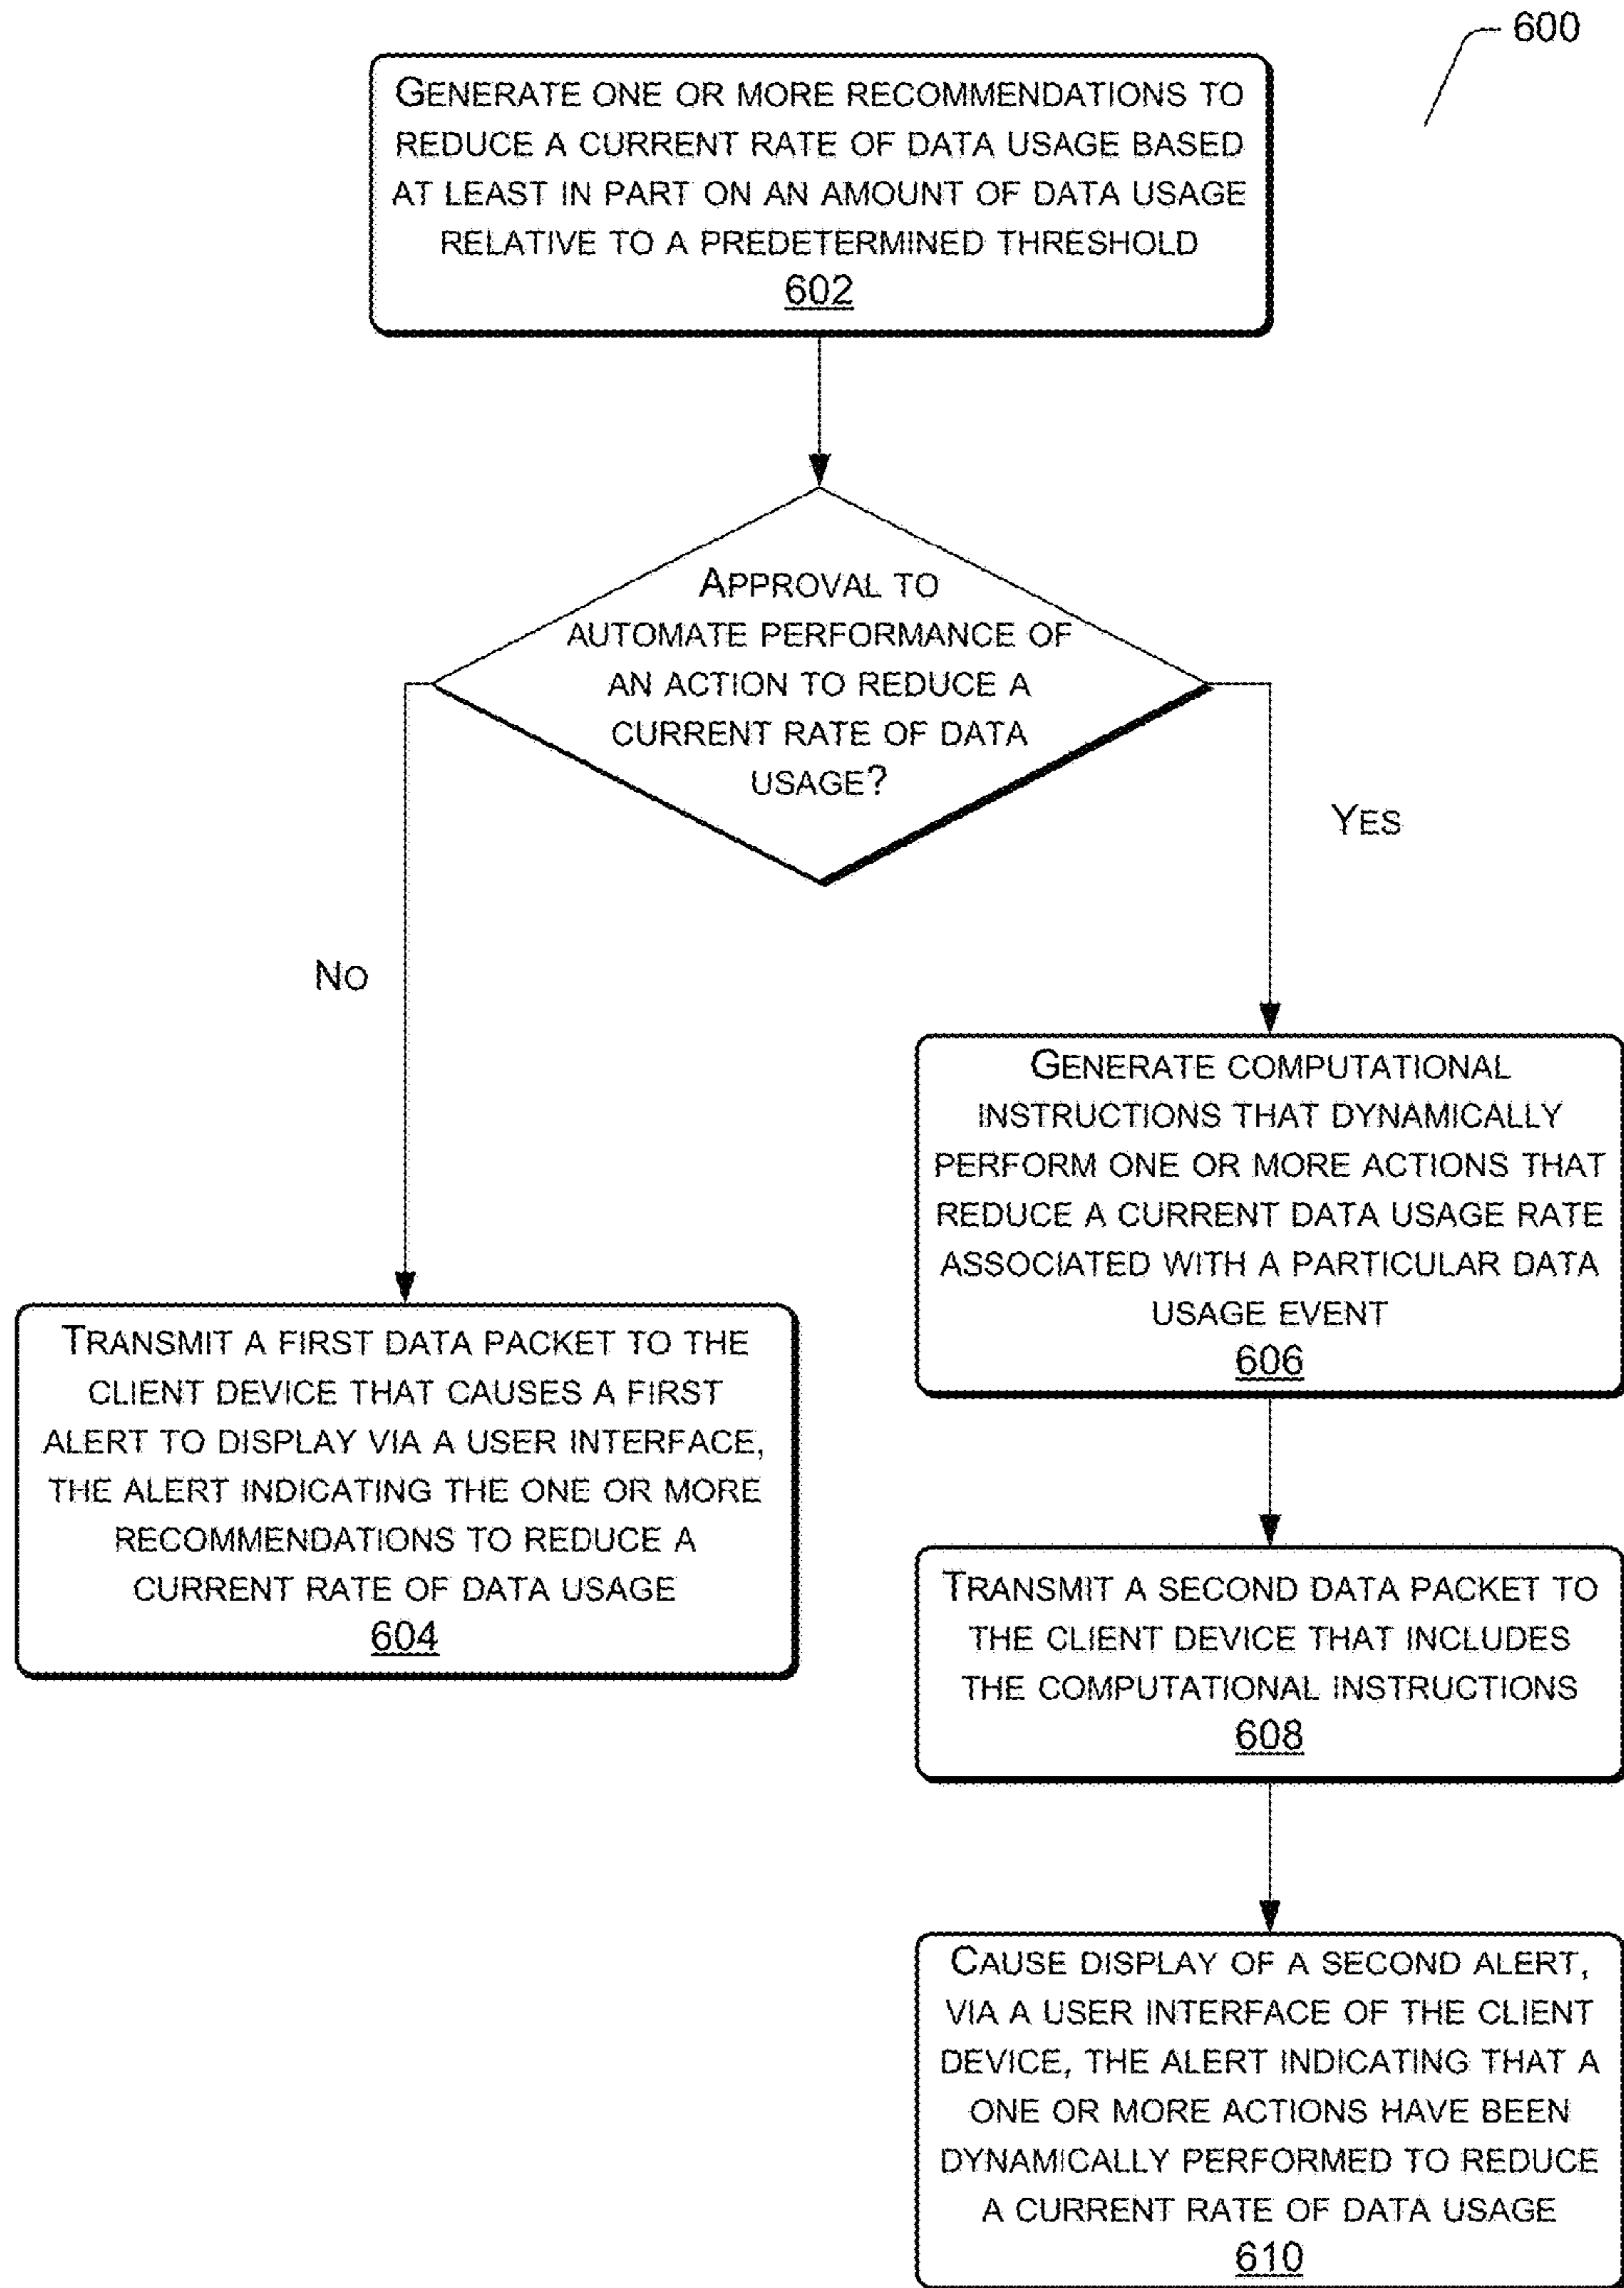 600
GENERATE ONE OR MORE RECOMMENDATIONS TO
REDUCE A CURRENT RATE OF DATA USAGE BASED
AT LEAST IN PART ON AN AMOUNT OF DATA USAGE
RELATIVE TO A PREDETERMINED THRESHOLD
602
APPROVAL TO
AUTOMATE PERFORMANCE OF
AN ACTION TO REDUCE A
CURRENT RATE OF DATA
USAGE?
NO
YES
TRANSMIT A FIRST DATA PACKET TO THE
CLIENT DEVICE THAT CAUSES A FIRST
ALERT TO DISPLAY VIA A USER INTERFACE,
THE ALERT INDICATING THE ONE OR MORE
RECOMMENDATIONS TO REDUCE A
CURRENT RATE OF DATA USAGE
604
GENERATE COMPUTATIONAL
INSTRUCTIONS THAT DYNAMICALLY
PERFORM ONE OR MORE ACTIONS THAT
REDUCE A CURRENT DATA USAGE RATE
ASSOCIATED WITH A PARTICULAR DATA
USAGE EVENT
606
TRANSMIT A SECOND DATA PACKET TO
THE CLIENT DEVICE THAT INCLUDES
THE COMPUTATIONAL INSTRUCTIONS
608
CAUSE DISPLAY OF A SECOND ALERT,
VIA A USER INTERFACE OF THE CLIENT
DEVICE, THE ALERT INDICATING THAT A
ONE OR MORE ACTIONS HAVE BEEN
DYNAMICALLY PERFORMED TO REDUCE
A CURRENT RATE OF DATA USAGE
610